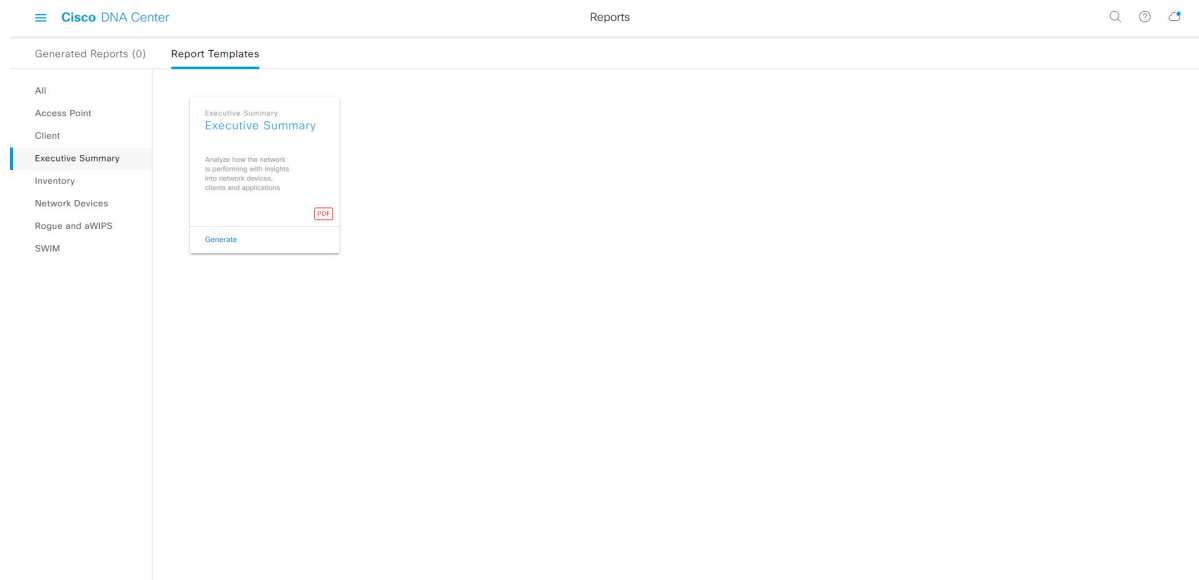 Cisco DNA Center
Reports
Generated Reports (0)
Report Templates
All
Access Point
Client
Executive Summary
Inventory
Network Devices
Rogue and aWIPS
SWIM
Executive Summary
Executive Summary
Analyze how the network
is performing with insights
into network devices,
clients and applications
PDF
Generate